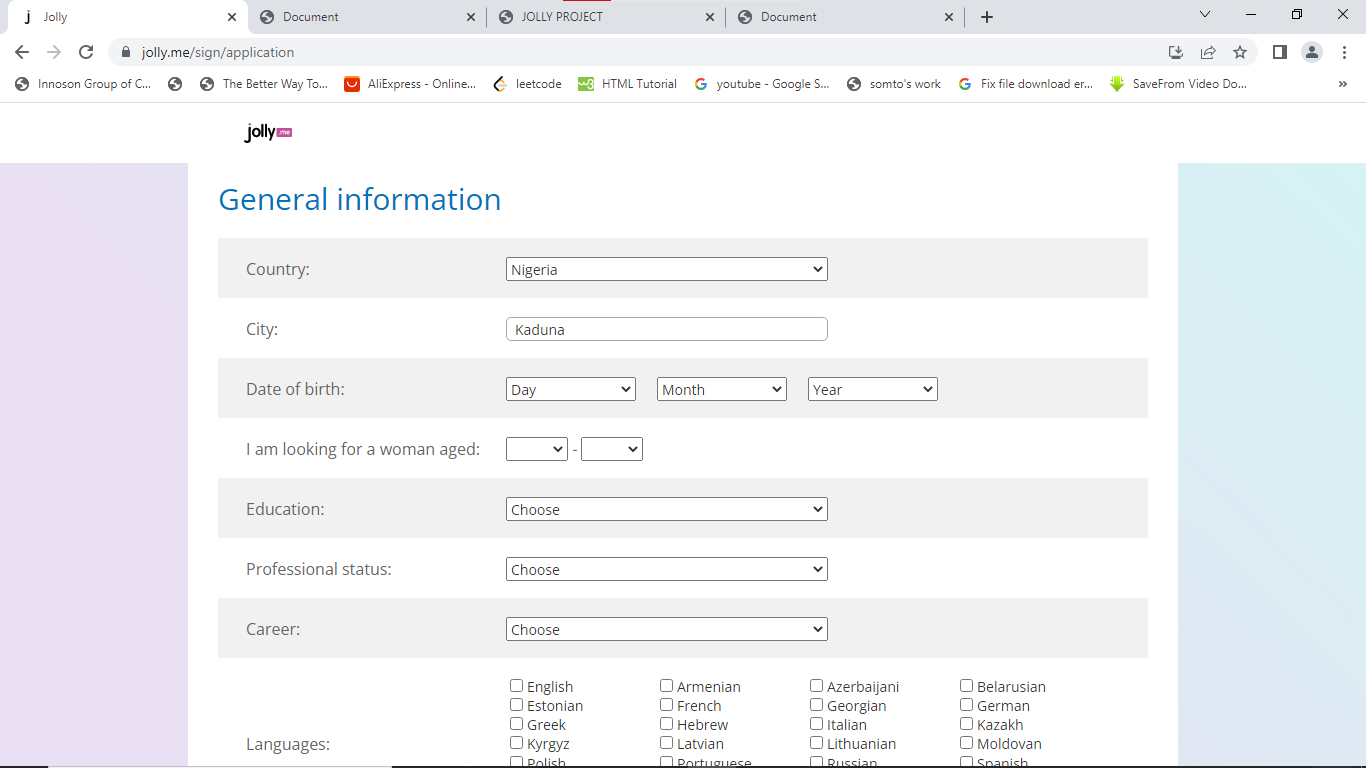 j Jolly Document JOLLY PROJECT Document
jolly.me/sign/application
Innoson Group of C... The Better Way To... AliExpress - Online... leetcode w3 HTML Tutorial G youtube - Google S... somto's work G Fix file download er... SaveFrom Video Do... »
jolly me
General information
Country: Nigeria
City: Kaduna
Date of birth: Day Month Year
I am looking for a woman aged: -
Education: Choose
Professional status: Choose
Career: Choose
English Armenian Azerbaijani Belarusian
Estonian French Georgian German
Greek Hebrew Italian Kazakh
Languages: Kyrgyz Latvian Lithuanian Moldovan
Polish Portuguese Russian Spanish